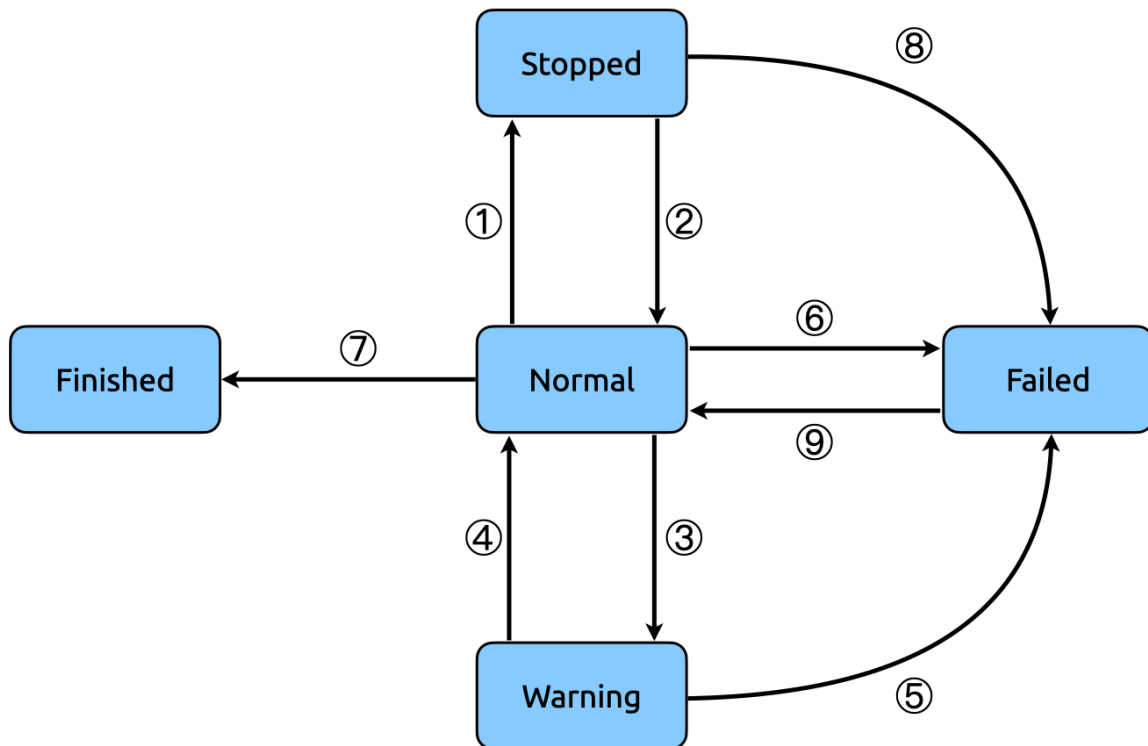 Stopped
⑧
①
②
Finished
⑦
Normal
⑥
⑨
Failed
④
③
Warning
⑤